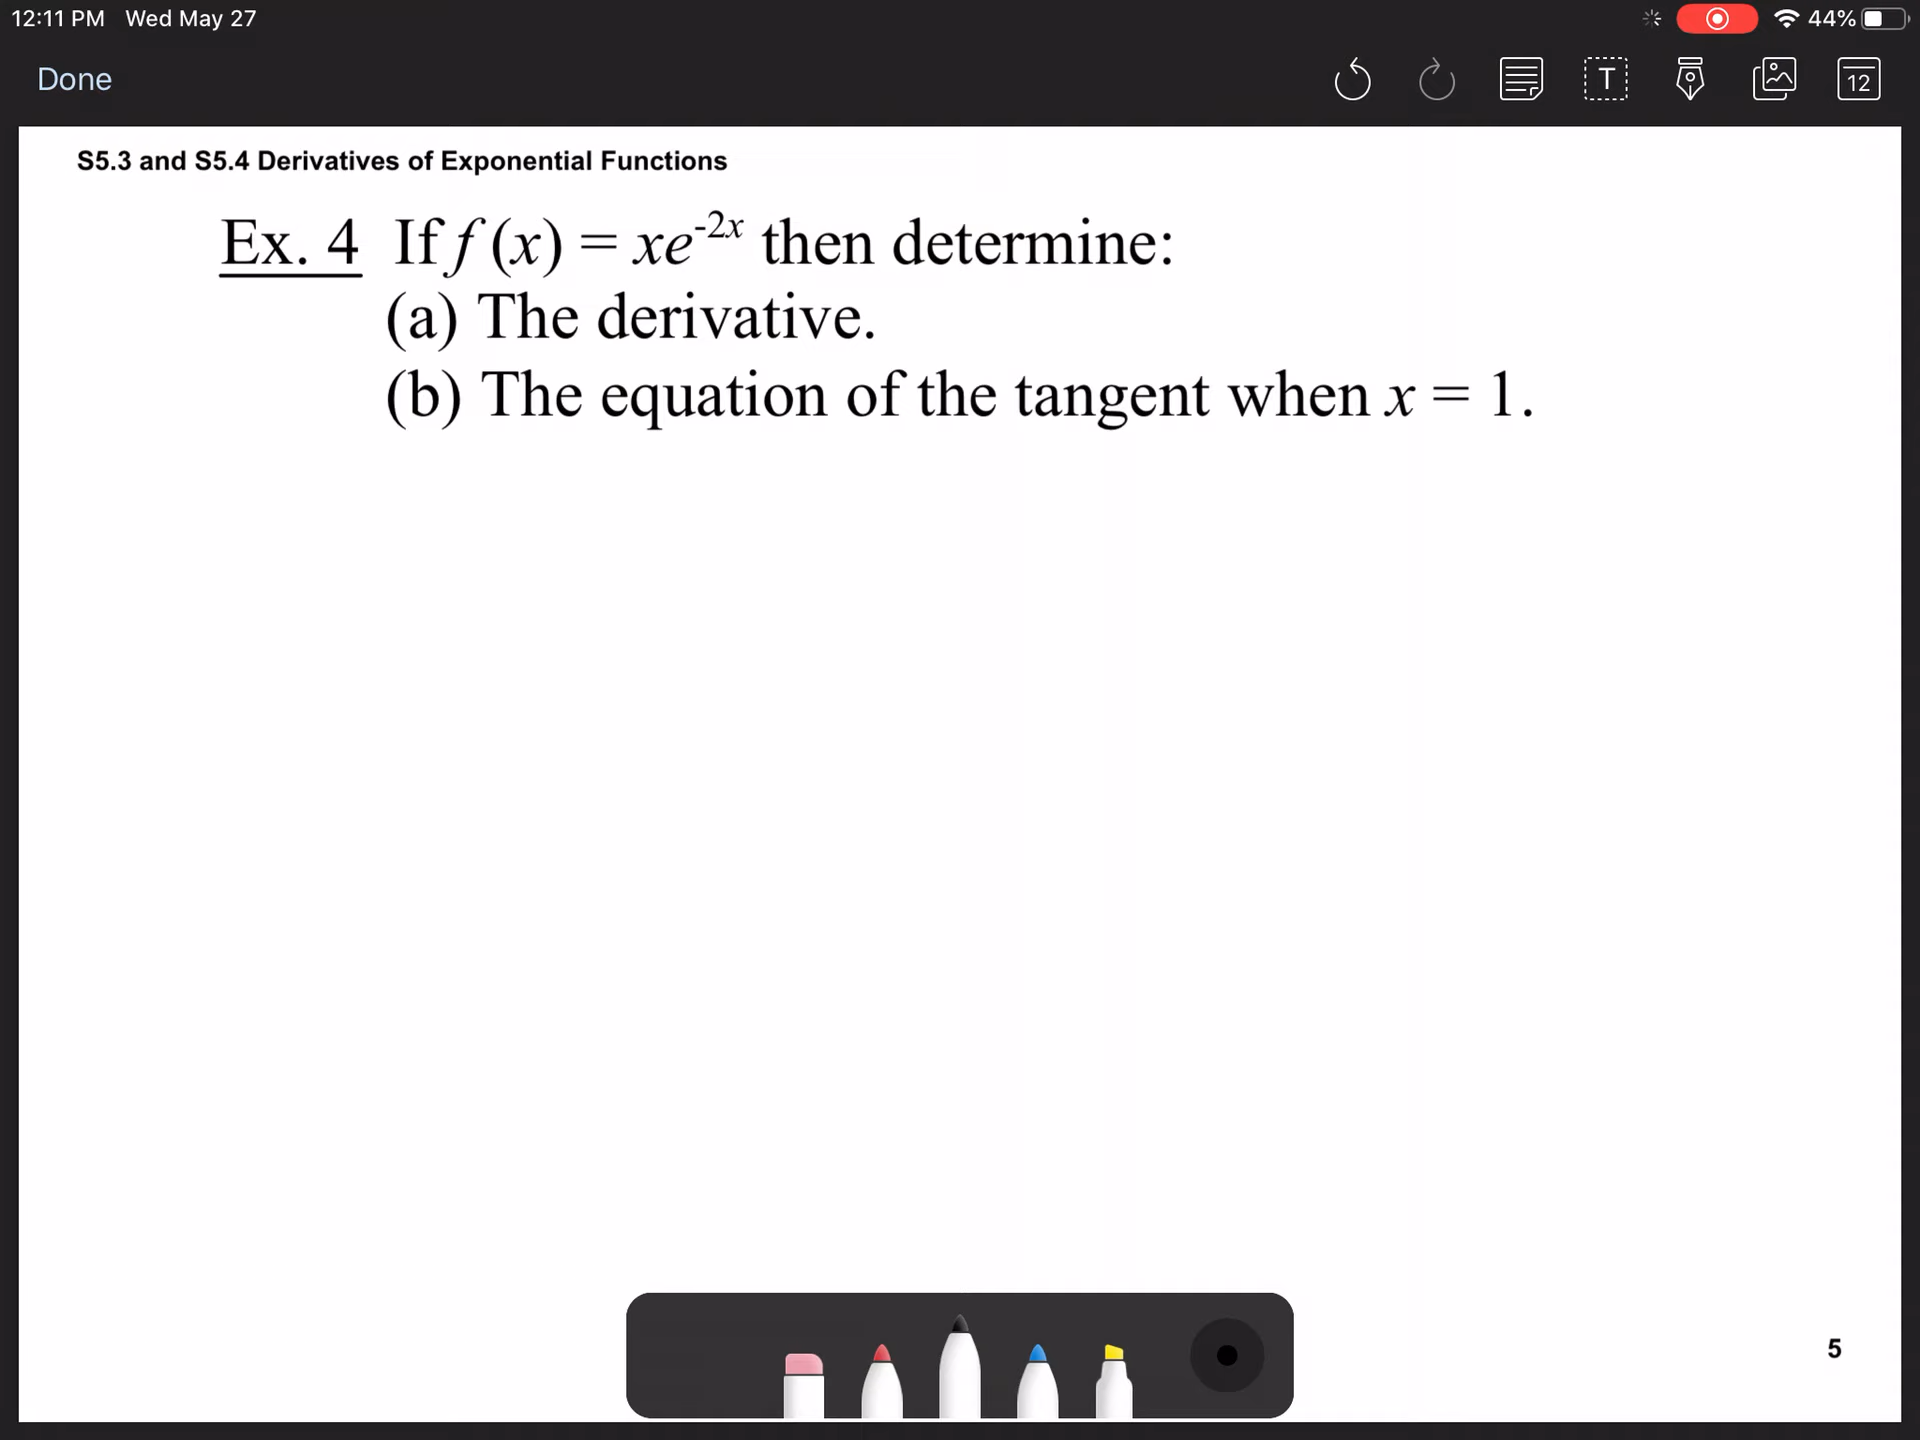 12:11 PM Wed May 27 44%
Done T 12
S5.3 and S5.4 Derivatives of Exponential Functions
Ex. 4 If f (x) = xe⁻²ˣ then determine:
(a) The derivative.
(b) The equation of the tangent when x = 1.
5